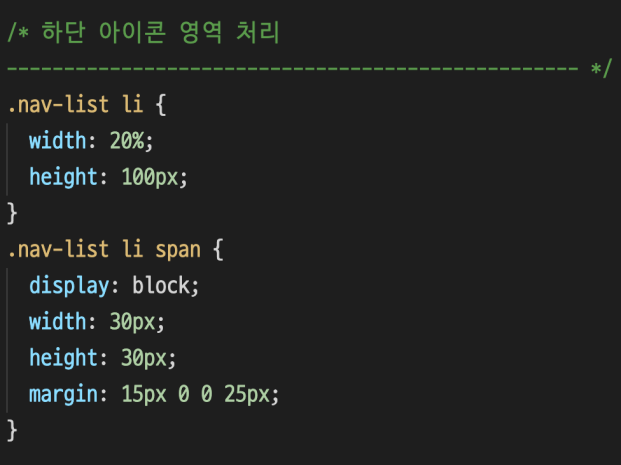 /* 하단 아이콘 영역 처리
-------------------------------------------------- */
.nav-list li {
width: 20%;
height: 100px;
}
.nav-list li span {
display: block;
width: 30px;
height: 30px;
margin: 15px 0 0 25px;
}